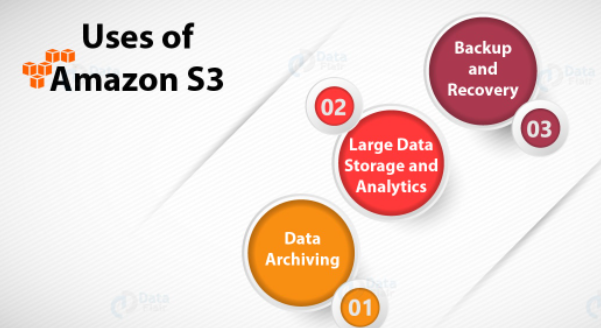 Uses of
Amazon S3
Backup
and
Recovery
03
02
Large Data
Storage and
Analytics
Data
Archiving
01